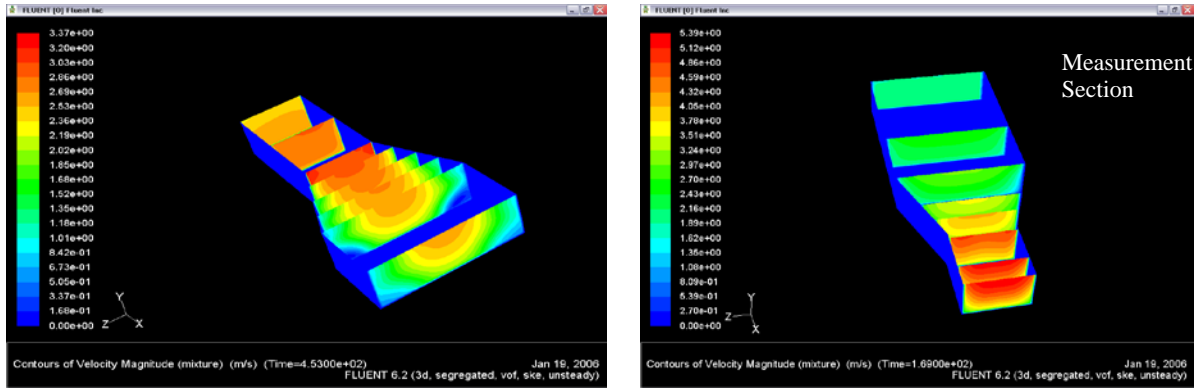 FLUENT [0] Fluent Inc
3.37e+00
3.20e+00
3.03e+00
2.86e+00
2.69e+00
2.53e+00
2.36e+00
2.19e+00
2.02e+00
1.85e+00
1.68e+00
1.52e+00
1.35e+00
1.18e+00
1.01e+00
8.42e-01
6.73e-01
5.05e-01
3.37e-01
1.68e-01
0.00e+00
Y
Z X
Contours of Velocity Magnitude (mixture) (m/s) (Time=4.5300e+02)
Jan 19, 2006
FLUENT 6.2 (3d, segregated, vof, ske, unsteady)
FLUENT [0] Fluent Inc
Measurement
Section
5.39e+00
5.12e+00
4.86e+00
4.59e+00
4.32e+00
4.05e+00
3.78e+00
3.51e+00
3.24e+00
2.97e+00
2.70e+00
2.43e+00
2.16e+00
1.89e+00
1.62e+00
1.35e+00
1.08e+00
8.09e-01
5.39e-01
2.70e-01
0.00e+00
Y
Z X
Contours of Velocity Magnitude (mixture) (m/s) (Time=1.6900e+02)
Jan 19, 2006
FLUENT 6.2 (3d, segregated, vof, ske, unsteady)